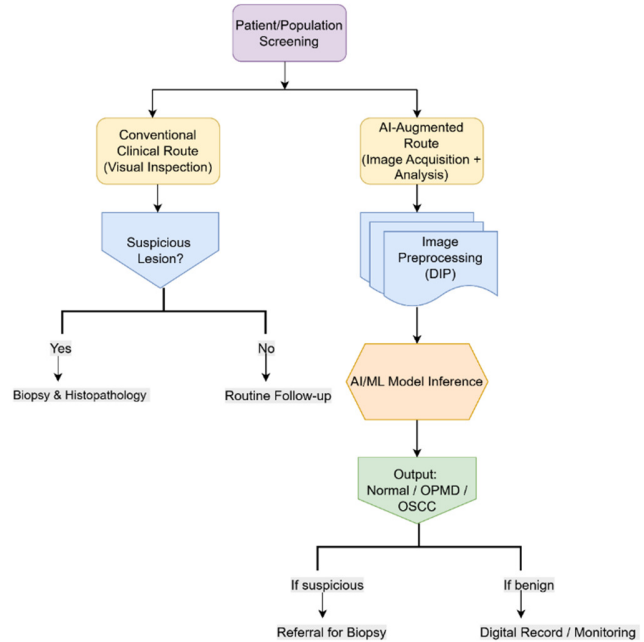 Patient/Population
Screening
Conventional
Clinical Route
(Visual Inspection)
AI-Augmented
Route
(Image Acquisition +
Analysis)
Suspicious
Lesion?
Image
Preprocessing
(DIP)
Yes
No
Biopsy & Histopathology
Routine Follow-up
AI/ML Model Inference
Output:
Normal / OPMD /
OSCC
If suspicious
If benign
Referral for Biopsy
Digital Record / Monitoring